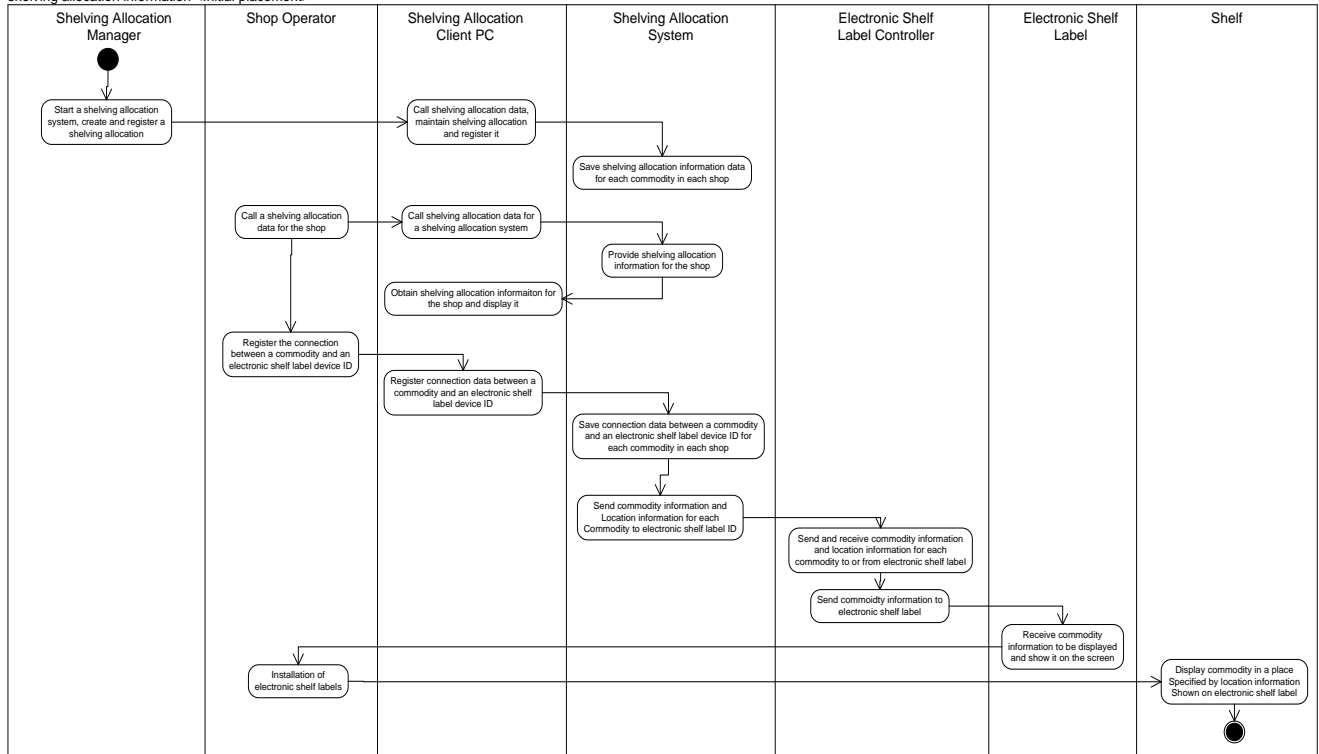 shelving allocation information <Initial placement>
Shelving Allocation
Manager
Shop Operator
Shelving Allocation
Client PC
Shelving Allocation
System
Electronic Shelf
Label Controller
Electronic Shelf
Label
Shelf
Start a shelving allocation
system, create and register a
shelving allocation
Call shelving allocation data,
maintain shelving allocation
and register it
Save shelving allocation information data
for each commodity in each shop
Call a shelving allocation
data for the shop
Call shelving allocation data for
a shelving allocation system
Provide shelving allocation
information for the shop
Obtain shelving allocation informaiton for
the shop and display it
Register the connection
between a commodity and an
electronic shelf label device ID
Register connection data between a
commodity and an electronic shelf
label device ID
Save connection data between a commodity
and an electronic shelf label device ID for
each commodity in each shop
Send commodity information and
Location information for each
Commodity to electronic shelf label ID
Send and receive commodity information
and location information for each
commodity to or from electronic shelf label
Send commoidty information to
electronic shelf label
Receive commodity
information to be displayed
and show it on the screen
Installation of
electronic shelf labels
Display commodity in a place
Specified by location information
Shown on electronic shelf label